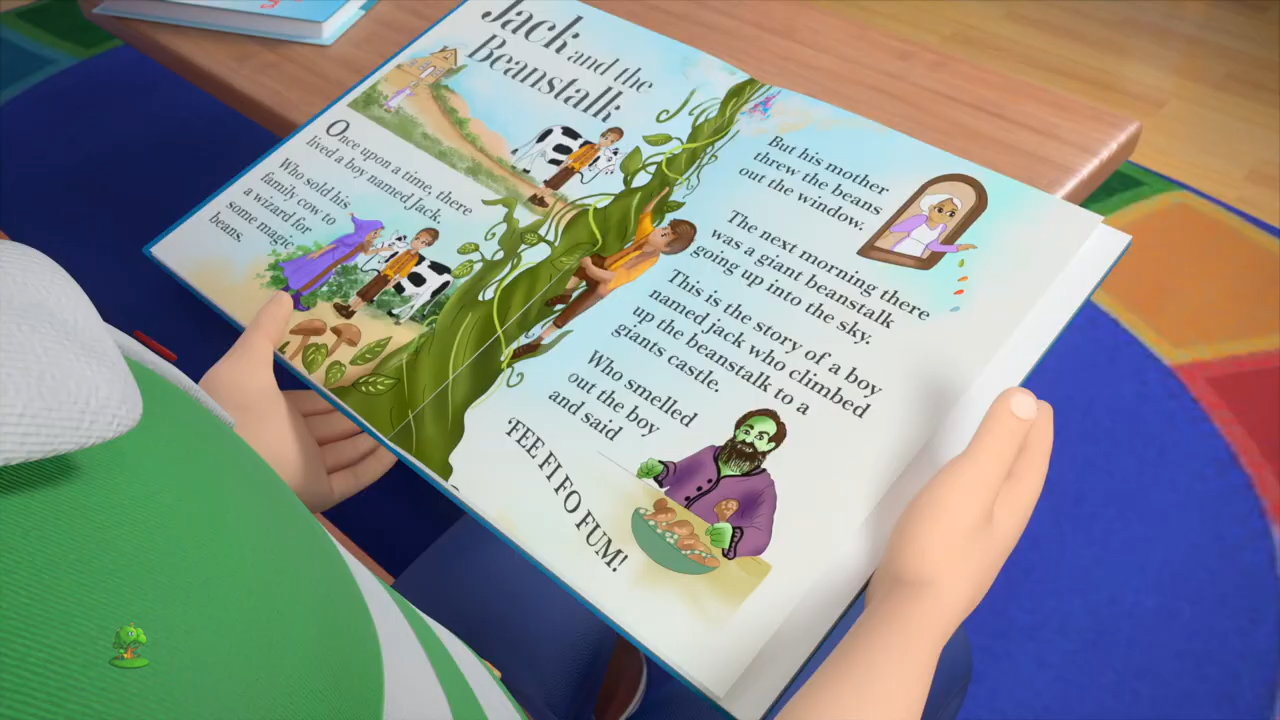 Jack and the
Beanstalk
Once upon a time, there
lived a boy named Jack,
Who sold his
family cow to
a wizard for
some magic
beans.
But his mother
threw the beans
out the window.
The next morning there
was a giant beanstalk
going up into the sky.
This is the story of a boy
named jack who climbed
up the beanstalk to a
giants castle.
Who smelled
out the boy
and said
'FEE FI FO FUM!